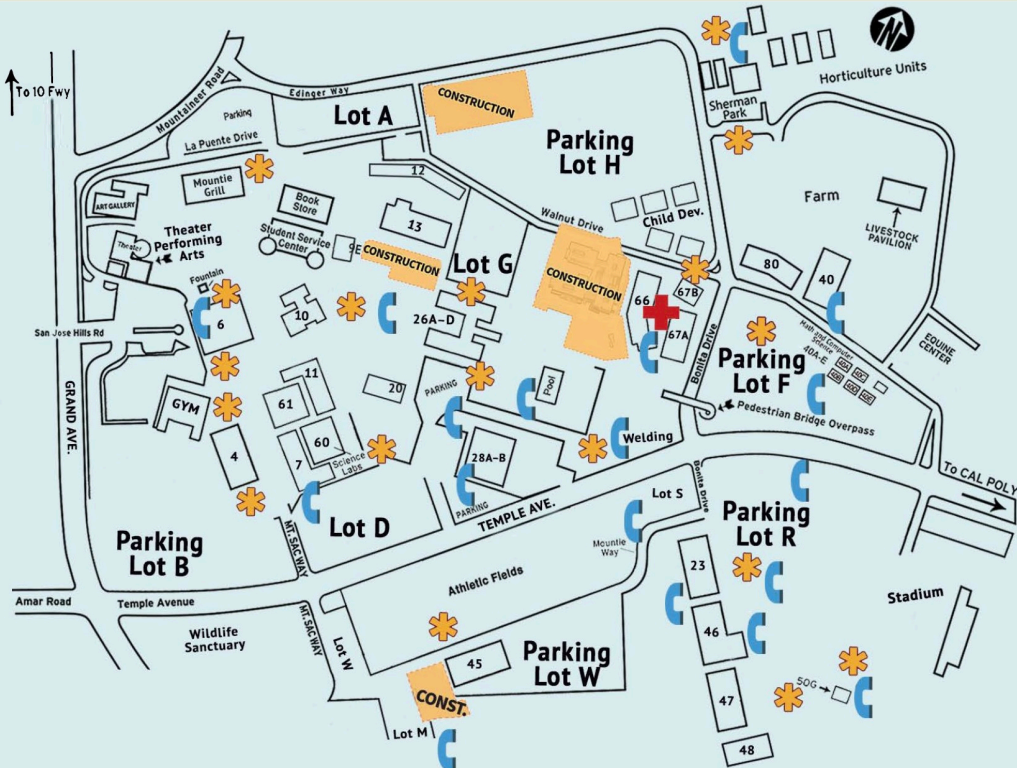 N
To 10 Fwy
Mountaineer Road
Edinger Way
Parking
La Puente Drive
Lot A
CONSTRUCTION
Parking
Lot H
Sherman
Park
Horticulture Units
Mountie
Grill
ART GALLERY
Book
Store
12
13
Walnut Drive
Child Dev.
Farm
LIVESTOCK
PAVILION
Theater
Theater
Performing
Arts
Student Service
Center
9E
CONSTRUCTION
Lot G
CONSTRUCTION
66
67B
67A
80
40
Fountain
6
10
26A-D
San Jose Hills Rd
Bonita Drive
Parking
Lot F
Math and Computer
Science
40A-E
40A
40C
40B
40D
40E
EQUINE
CENTER
GRAND AVE.
GYM
11
61
20
PARKING
Pool
Pedestrian Bridge Overpass
4
60
7
Science
Labs
28A-B
Welding
To CAL POLY
PARKING
TEMPLE AVE.
Lot S
Bonita Drive
Parking
Lot R
Parking
Lot B
MT. SAC WAY
Lot D
Mountie
Way
23
Athletic Fields
Stadium
Amar Road
Temple Avenue
MT. SAC WAY
Wildlife
Sanctuary
Lot W
45
Parking
Lot W
46
CONST.
SOG
47
Lot M
48